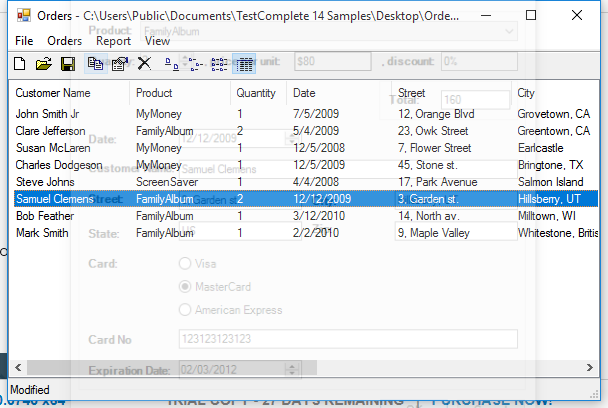 Orders - C:\Users\Public\Documents\TestComplete 14 Samples\Desktop\Orde...
Product: FamilyAlbum
File Orders Report View
unit: $80 , discount: 0%
Customer Name Product Quantity Date Street City
Total: 160
John Smith Jr MyMoney 1 7/5/2009 12, Orange Blvd Grovetown, CA
Clare Jefferson FamilyAlbum 2 5/4/2009 23, Owk Street Greentown, CA
Date: 12/12/2009
Susan McLaren MyMoney 1 12/5/2008 7, Flower Street Earlcastle
Charles Dodgeson MyMoney 1 12/5/2009 45, Stone st. Bringtone, TX
Customer Name: Samuel Clemens
Steve Johns ScreenSaver 1 4/4/2008 17, Park Avenue Salmon Island
Samuel Clemens FamilyAlbum 2 12/12/2009 3, Garden st. Hillsberry, UT
Street:
Bob Feather FamilyAlbum 1 3/12/2010 14, North av. Milltown, WI
State: US
Mark Smith FamilyAlbum 1 2/2/2010 9, Maple Valley Whitestone, Britis
Card: Visa
MasterCard
American Express
Card No 123123123123
Expiration Date: 02/03/2012
Modified
TRIAL COPY - 27 DAYS REMAINING PURCHASE NOW!